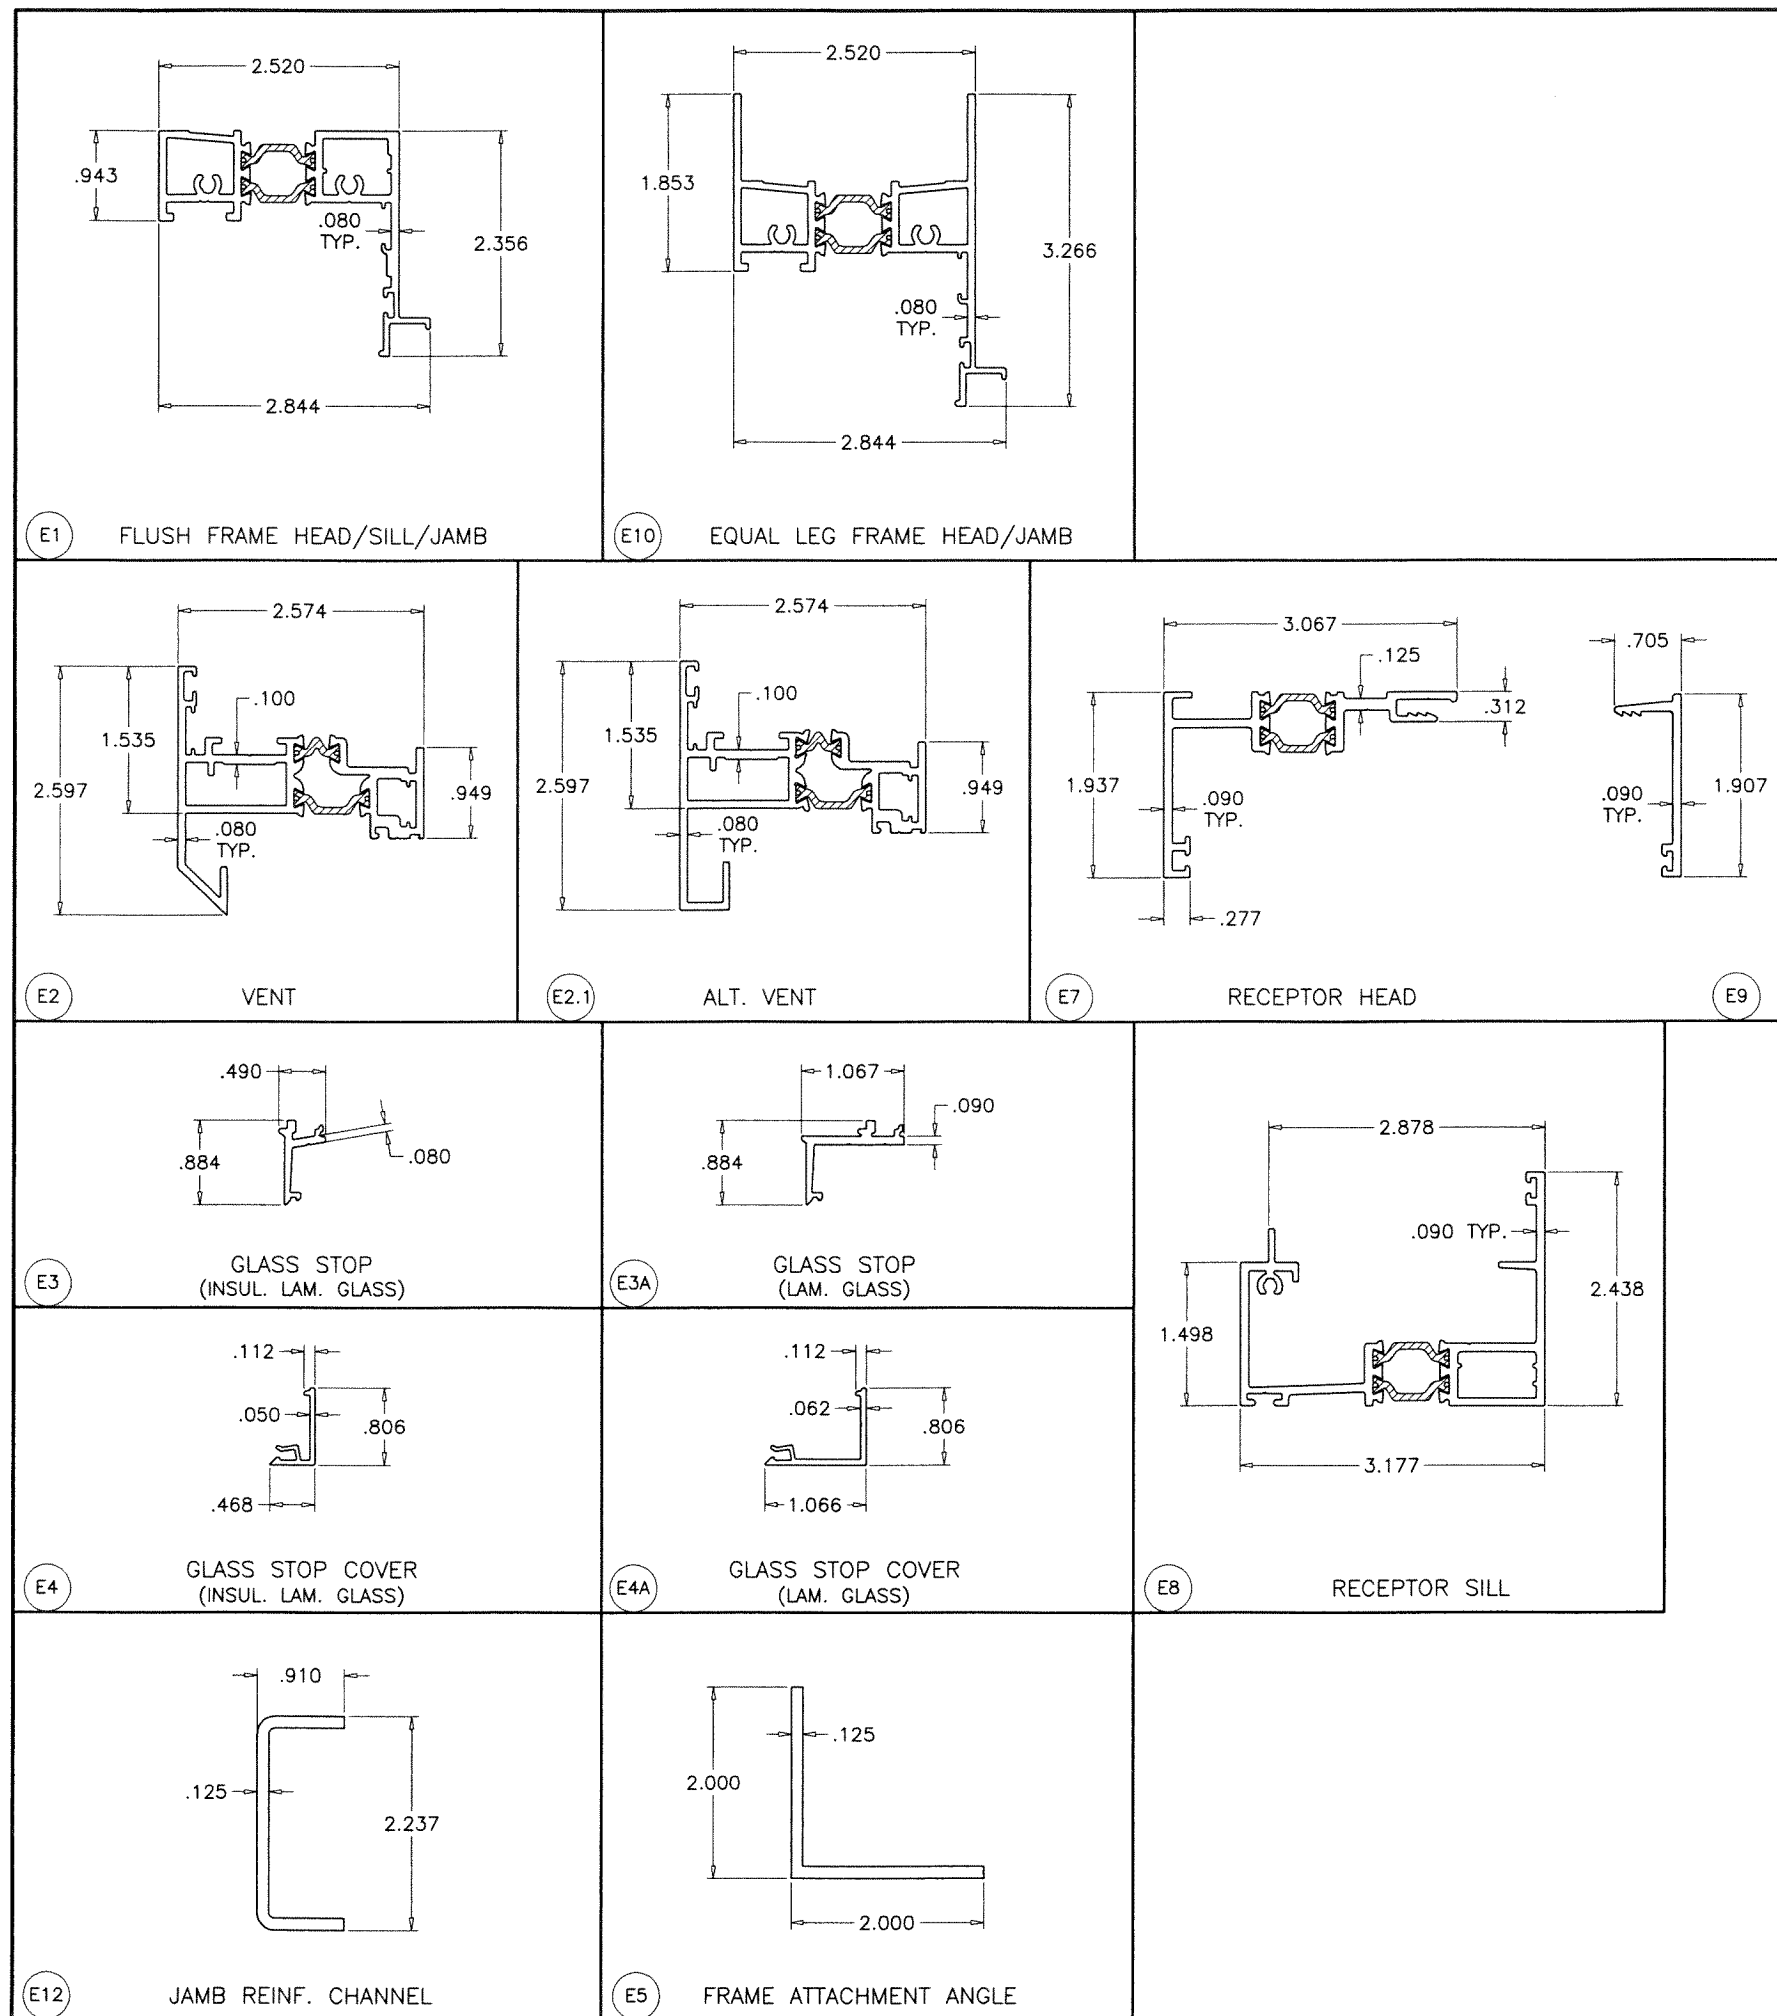 2.520
.943
.080
TYP.
2.356
2.844
E1
FLUSH FRAME HEAD/SILL/JAMB
2.520
1.853
.080
TYP.
3.266
2.844
E10
EQUAL LEG FRAME HEAD/JAMB
2.574
.100
1.535
2.597
.949
.080
TYP.
E2
VENT
2.574
.100
1.535
2.597
.949
.080
TYP.
E2.1
ALT. VENT
3.067
.125
.312
1.937
.090
TYP.
.277
E7
RECEPTOR HEAD
.705
.090
TYP.
1.907
E9
.490
.884
.080
E3
GLASS STOP
(INSUL. LAM. GLASS)
1.067
.090
.884
E3A
GLASS STOP
(LAM. GLASS)
2.878
.090 TYP.
2.438
1.498
3.177
E8
RECEPTOR SILL
.112
.050
.806
.468
E4
GLASS STOP COVER
(INSUL. LAM. GLASS)
.112
.062
.806
1.066
E4A
GLASS STOP COVER
(LAM. GLASS)
.910
.125
2.237
E12
JAMB REINF. CHANNEL
.125
2.000
2.000
E5
FRAME ATTACHMENT ANGLE